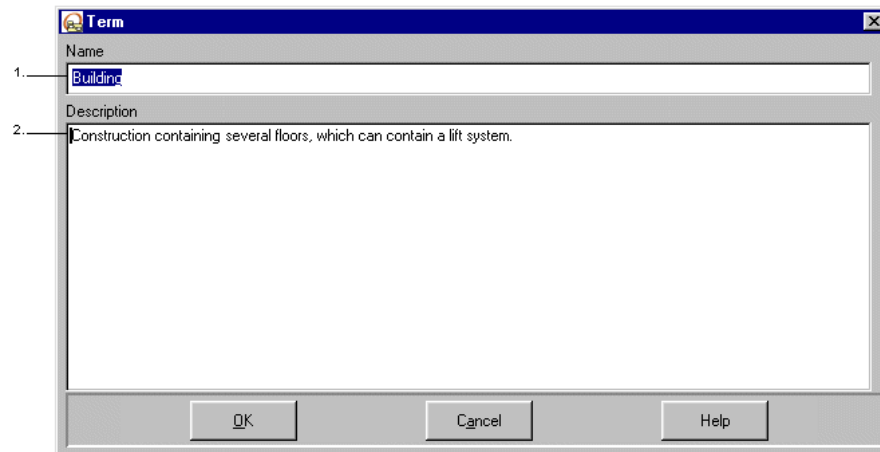 Term
Name
1.
Building
Description
2.
Construction containing several floors, which can contain a lift system.
OK Cancel Help